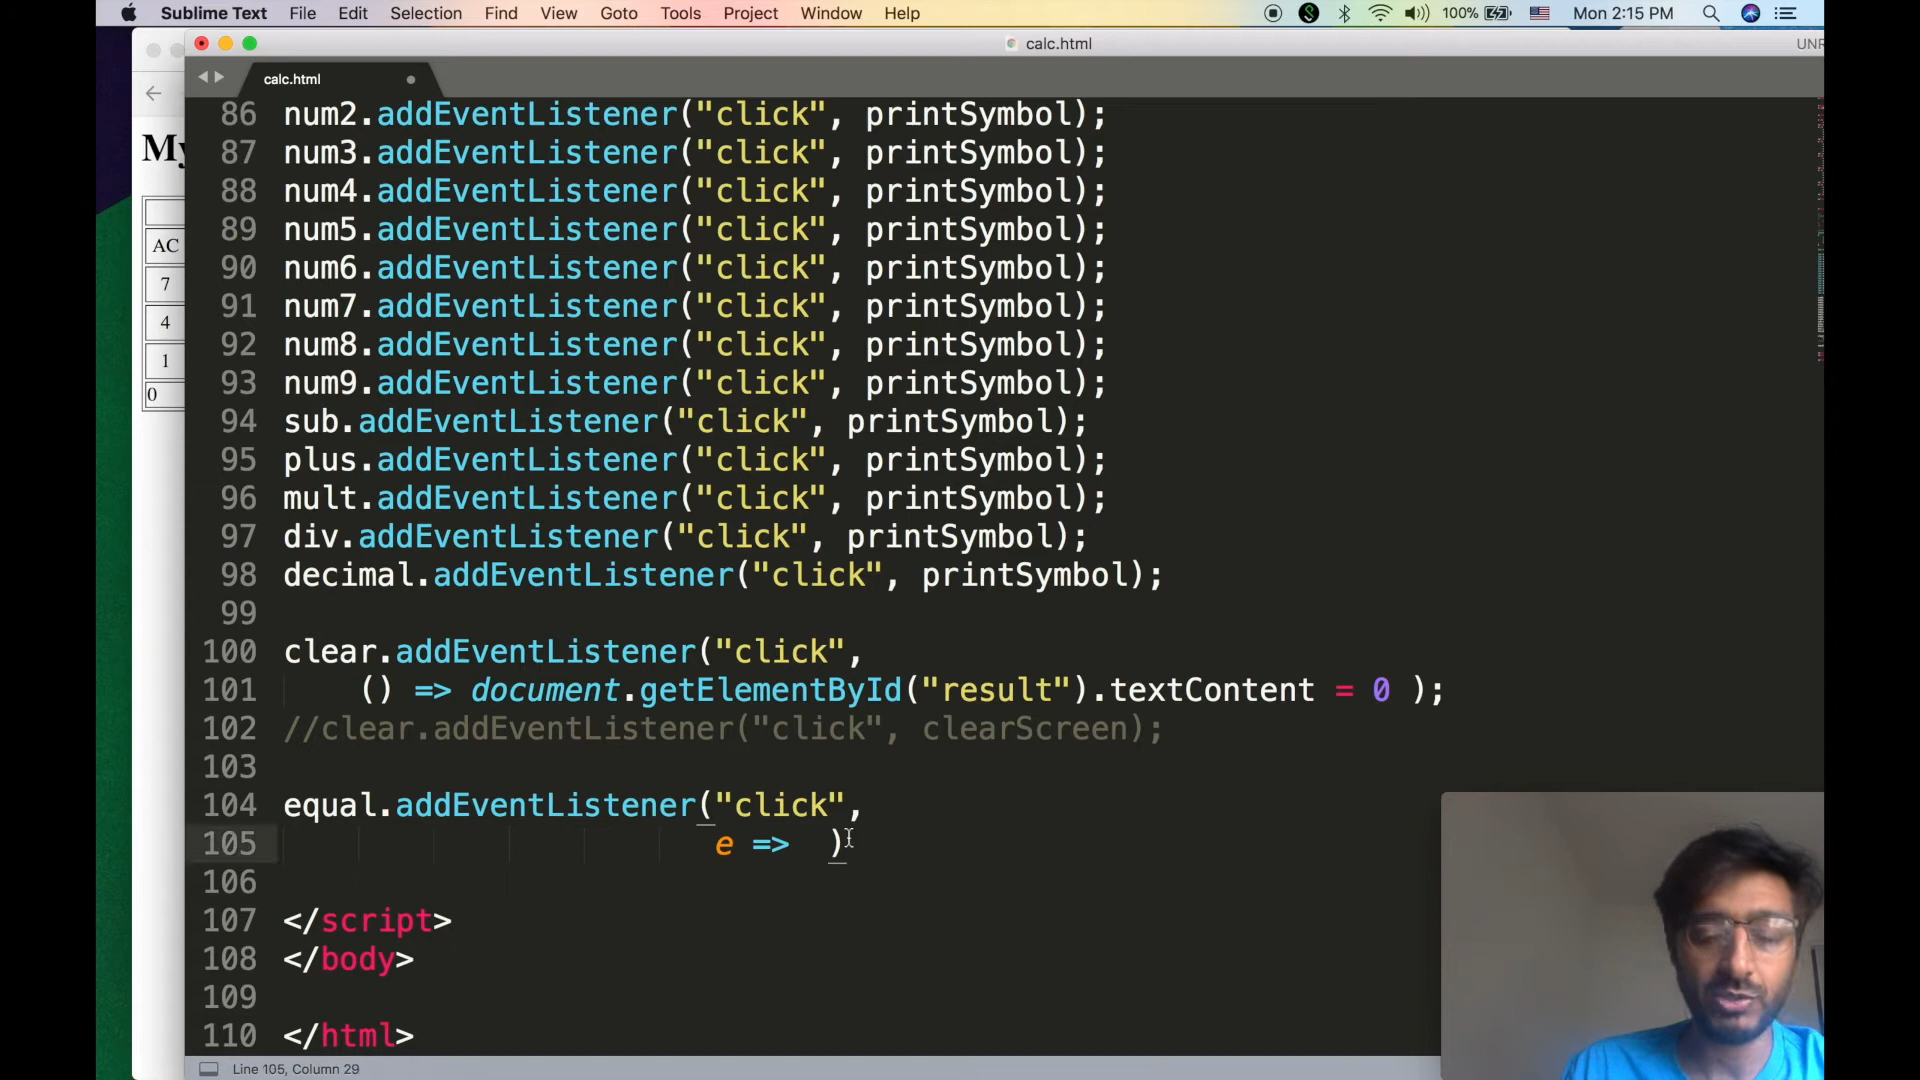 Sublime Text File Edit Selection Find View Goto Tools Project Window Help 100% Mon 2:15 PM
calc.html
UNR
calc.html
My
AC
7
4
1
0
86 num2.addEventListener("click", printSymbol);
87 num3.addEventListener("click", printSymbol);
88 num4.addEventListener("click", printSymbol);
89 num5.addEventListener("click", printSymbol);
90 num6.addEventListener("click", printSymbol);
91 num7.addEventListener("click", printSymbol);
92 num8.addEventListener("click", printSymbol);
93 num9.addEventListener("click", printSymbol);
94 sub.addEventListener("click", printSymbol);
95 plus.addEventListener("click", printSymbol);
96 mult.addEventListener("click", printSymbol);
97 div.addEventListener("click", printSymbol);
98 decimal.addEventListener("click", printSymbol);
99
100 clear.addEventListener("click",
101 () => document.getElementById("result").textContent = 0 );
102 //clear.addEventListener("click", clearScreen);
103
104 equal.addEventListener("click",
105 e => )
106
107 </script>
108 </body>
109
110 </html>
Line 105, Column 29